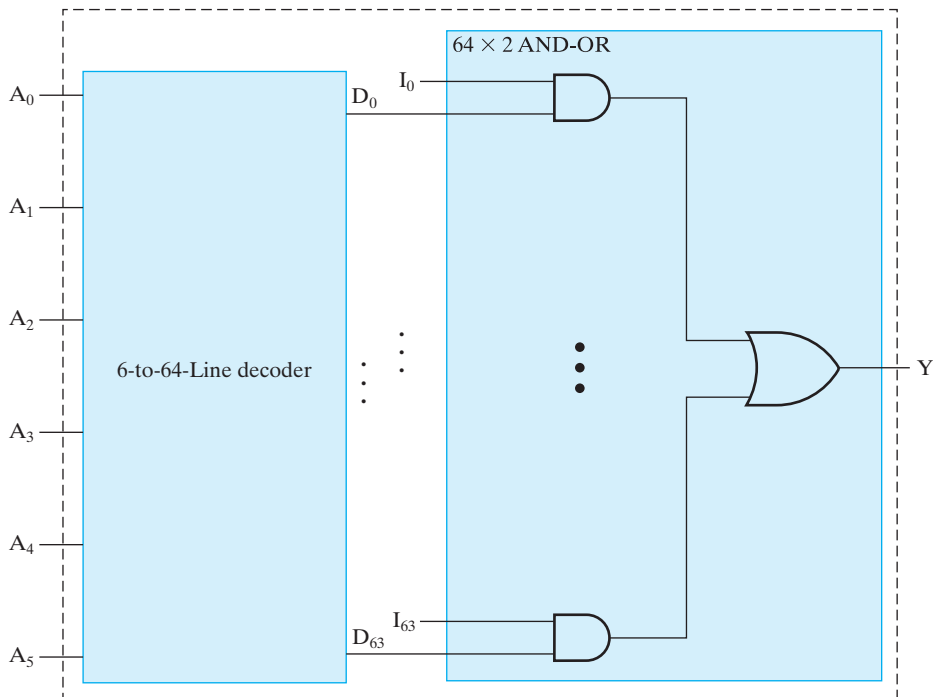 64 × 2 AND-OR
I₀
A₀
D₀
A₁
A₂
6-to-64-Line decoder
Y
A₃
A₄
I₆₃
D₆₃
A₅